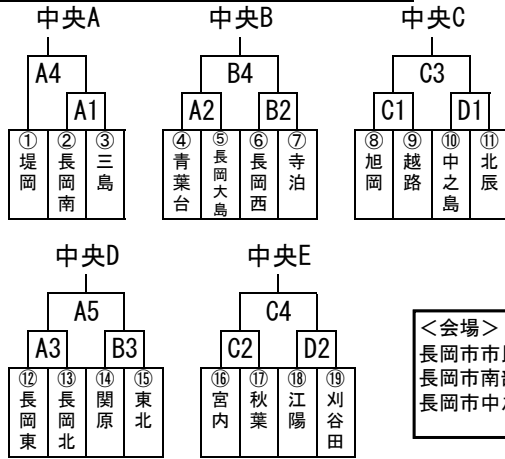 中央A 中央B 中央C
A4 B4 C3
A1 A2 B2 C1 D1
① ② ③ ④ ⑤ ⑥ ⑦ ⑧ ⑨ ⑩ ⑪
堤岡 長岡南 三島 青葉台 長岡大島 長岡西 寺泊 旭岡 越路 中之島 北辰
中央D 中央E
A5 C4
A3 B3 C2 D2
⑫ ⑬ ⑭ ⑮ ⑯ ⑰ ⑱ ⑲
長岡東 長岡北 関原 東北 宮内 秋葉 江陽 刈谷田
<会場>
長岡市市
長岡市南
長岡市中